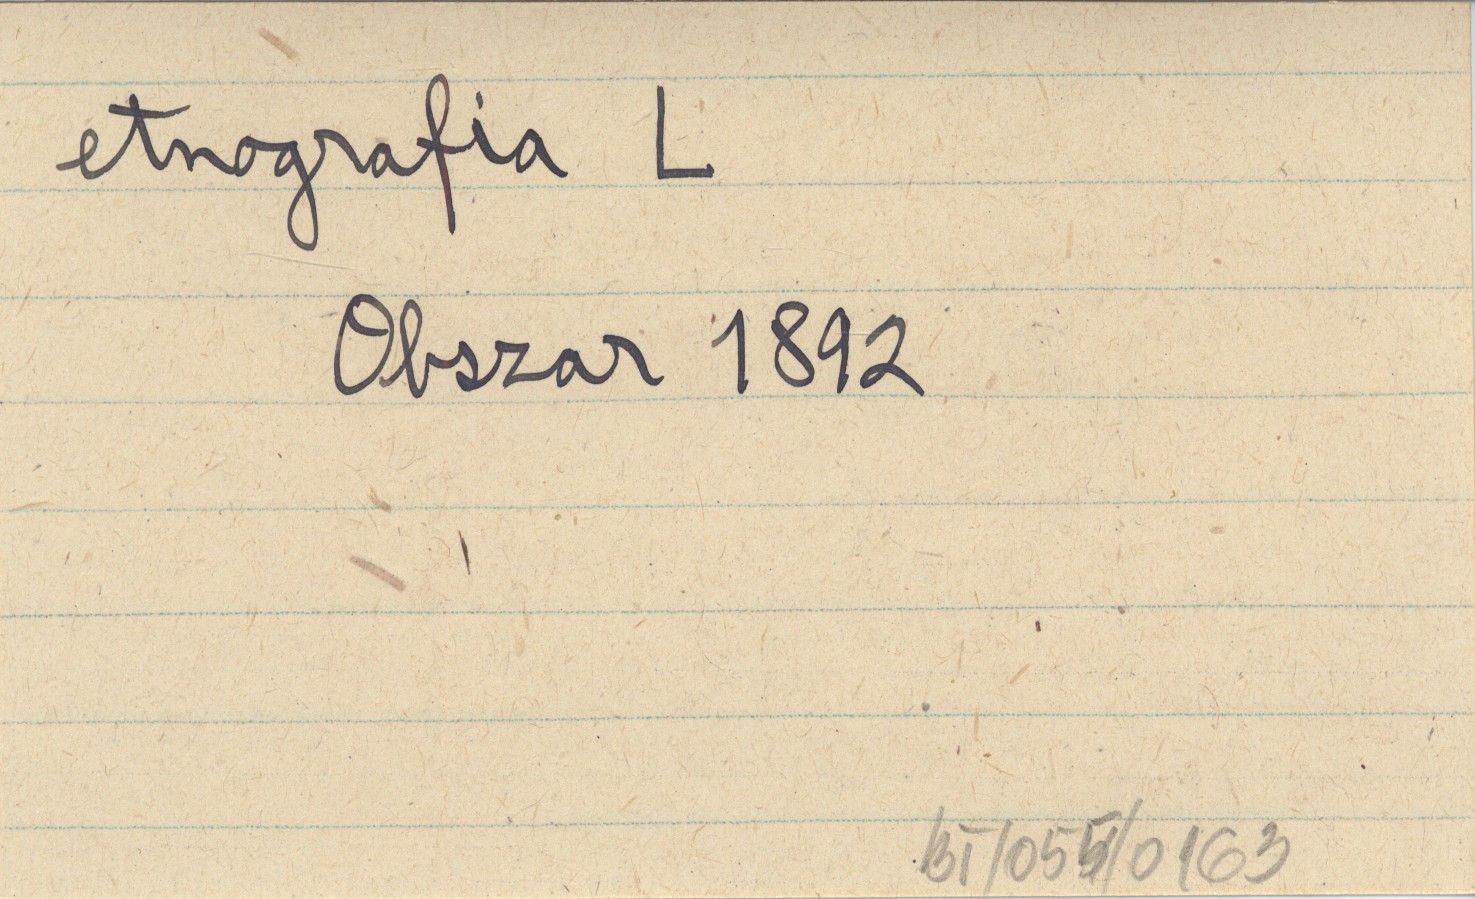 etnografia L
Obszar 1892
BI/055/0163